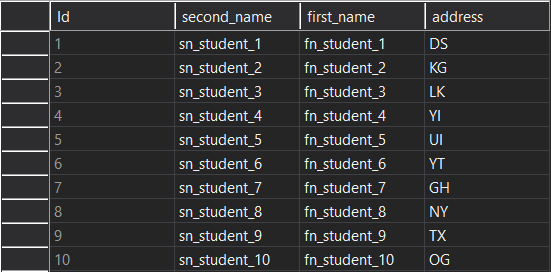 Id second_name first_name address
1 sn_student_1 fn_student_1 DS
2 sn_student_2 fn_student_2 KG
3 sn_student_3 fn_student_3 LK
4 sn_student_4 fn_student_4 YI
5 sn_student_5 fn_student_5 UI
6 sn_student_6 fn_student_6 YT
7 sn_student_7 fn_student_7 GH
8 sn_student_8 fn_student_8 NY
9 sn_student_9 fn_student_9 TX
10 sn_student_10 fn_student_10 OG